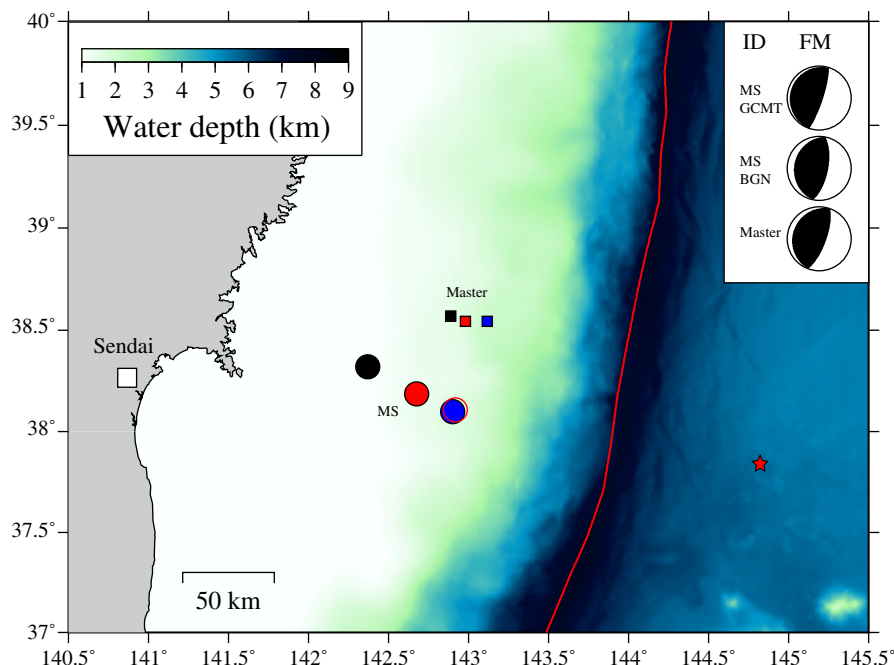 40˚
39.5˚
39˚
38.5˚
38˚
37.5˚
37˚
1 2 3 4 5 6 7 8 9
Water depth (km)
ID FM
MS
GCMT
MS
BGN
Master
Master
Sendai
MS
50 km
140.5˚ 141˚ 141.5˚ 142˚ 142.5˚ 143˚ 143.5˚ 144˚ 144.5˚ 145˚ 145.5˚